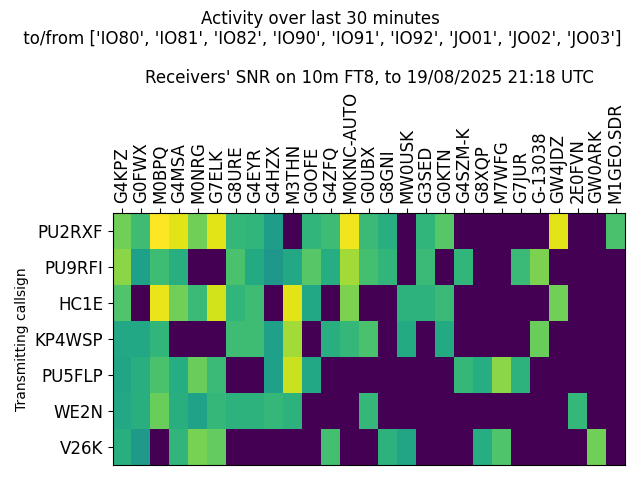 Activity over last 30 minutes
to/from ['IO80', 'IO81', 'IO82', 'IO90', 'IO91', 'IO92', 'JO01', 'JO02', 'JO03']
Receivers' SNR on 10m FT8, to 19/08/2025 21:18 UTC
G4KPZ
G0FWX
M0BPQ
G4MSA
M0NRG
G7ELK
G8URE
G4EYR
G4HZX
M3THN
G0OFE
G4ZFQ
M0KNC-AUTO
G0UBX
G8GNI
MW0USK
G3SED
G0KTN
G4SZM-K
G8XQP
M7WFG
G7JUR
G-13038
GW4JDZ
2E0FVN
GW0ARK
M1GEO.SDR
Transmitting callsign
PU2RXF
PU9RFI
HC1E
KP4WSP
PU5FLP
WE2N
V26K